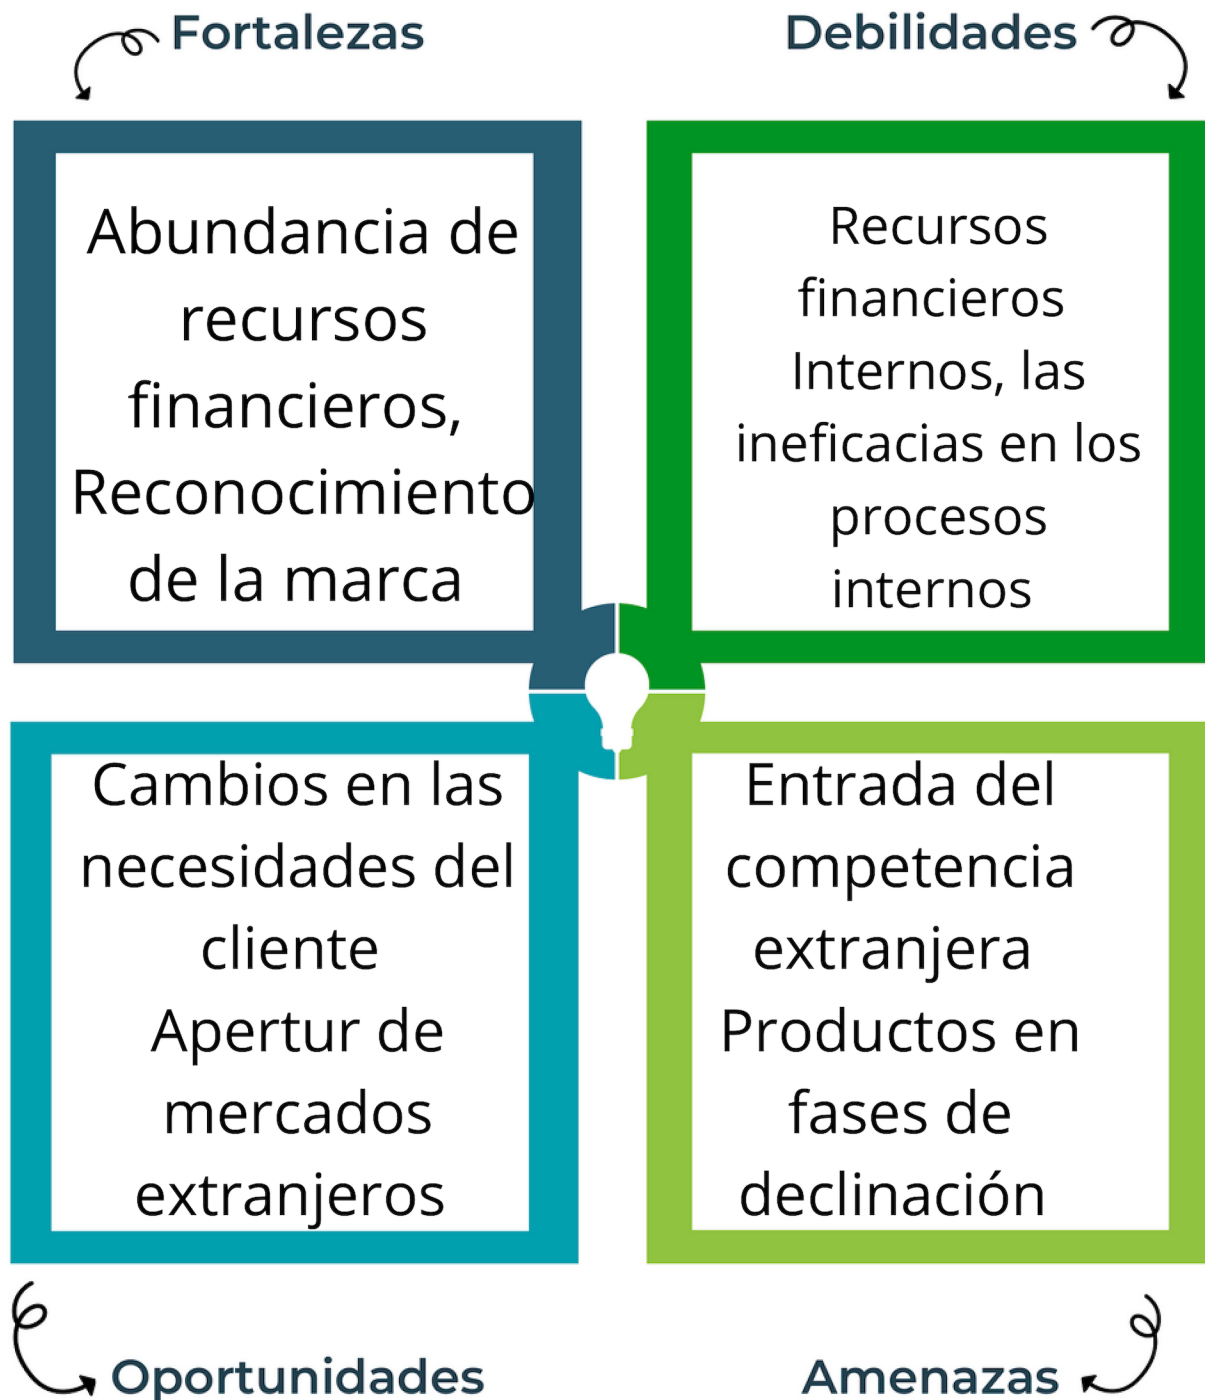 Fortalezas
Abundancia de
recursos
financieros,
Reconocimiento
de la marca
Debilidades
Recursos
financieros
Internos, las
ineficacias en los
procesos
internos
Cambios en las
necesidades del
cliente
Apertur de
mercados
extranjeros
Oportunidades
Entrada del
competencia
extranjera
Productos en
fases de
declinación
Amenazas